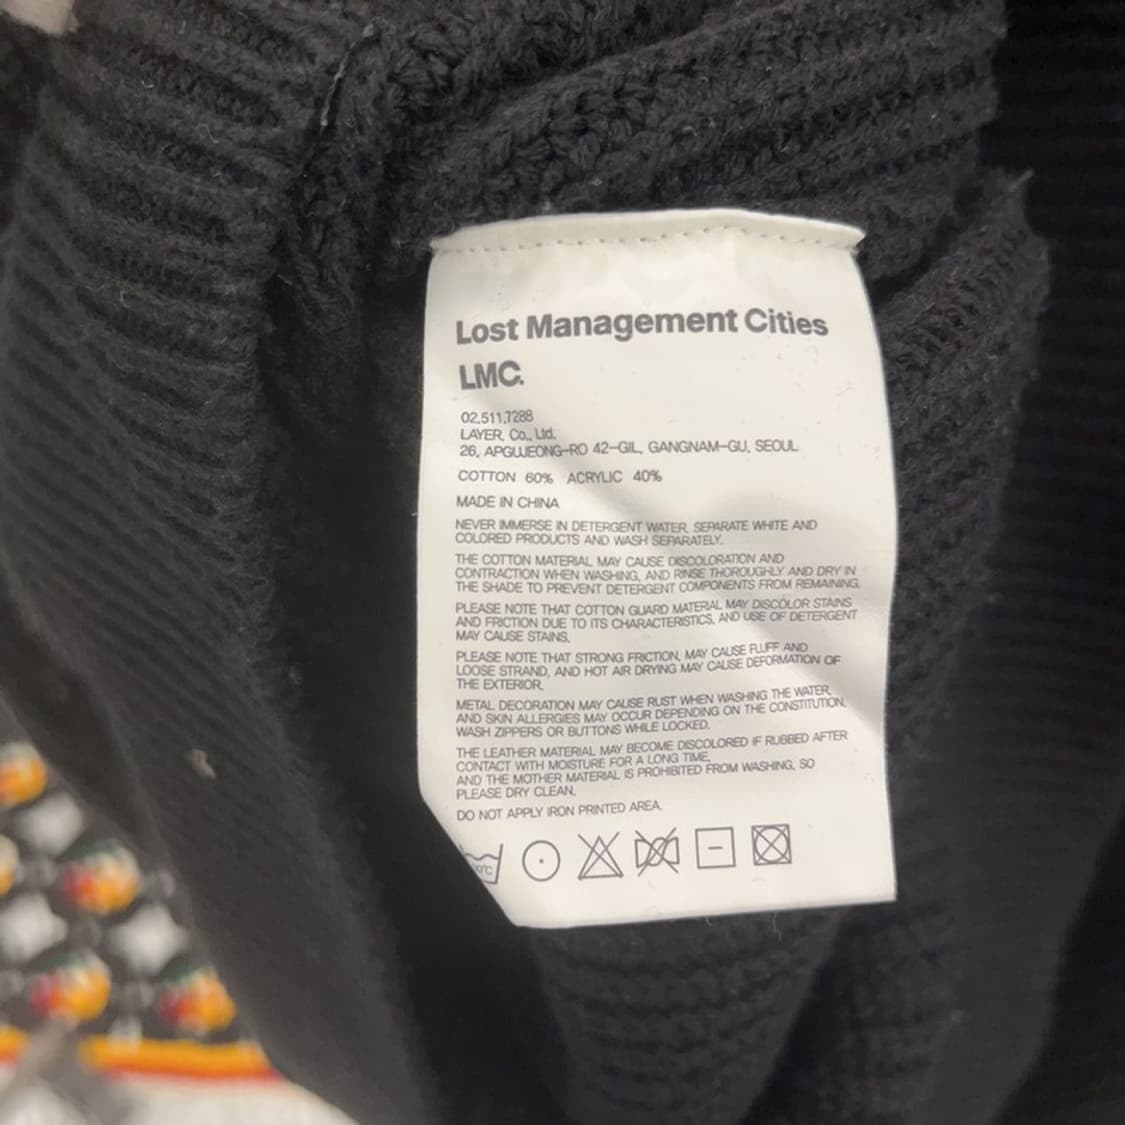 Lost Management Cities
LMC.
02.511.7288
LAYER. Co., Ltd.
26, APGUJEONG-RO 42-GIL, GANGNAM-GU, SEOUL
COTTON 60% ACRYLIC 40%
MADE IN CHINA
NEVER IMMERSE IN DETERGENT WATER, SEPARATE WHITE AND
COLORED PRODUCTS AND WASH SEPARATELY.
THE COTTON MATERIAL MAY CAUSE DISCOLORATION AND
CONTRACTION WHEN WASHING, AND RINSE THOROUGHLY AND DRY IN
THE SHADE TO PREVENT DETERGENT COMPONENTS FROM REMAINING.
PLEASE NOTE THAT COTTON GUARD MATERIAL MAY DISCOLOR STAINS
AND FRICTION DUE TO ITS CHARACTERISTICS, AND USE OF DETERGENT
MAY CAUSE STAINS.
PLEASE NOTE THAT STRONG FRICTION, MAY CAUSE FLUFF AND
LOOSE STRAND, AND HOT AIR DRYING MAY CAUSE DEFORMATION OF
THE EXTERIOR.
METAL DECORATION MAY CAUSE RUST WHEN WASHING THE WATER,
AND SKIN ALLERGIES MAY OCCUR DEPENDING ON THE CONSTITUTION.
WASH ZIPPERS OR BUTTONS WHILE LOCKED.
THE LEATHER MATERIAL MAY BECOME DISCOLORED IF RUBBED AFTER
CONTACT WITH MOISTURE FOR A LONG TIME,
AND THE MOTHER MATERIAL IS PROHIBITED FROM WASHING, SO
PLEASE DRY CLEAN.
DO NOT APPLY IRON PRINTED AREA.